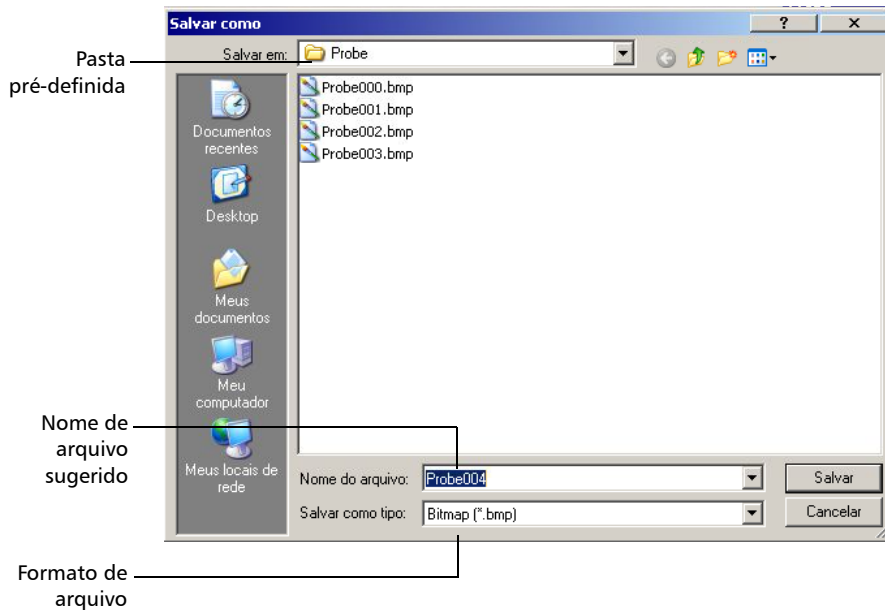 Salvar como
? x
Salvar em: Probe
Pasta
pré-definida
Probe000.bmp
Probe001.bmp
Probe002.bmp
Probe003.bmp
Documentos
recentes
Desktop
Meus
documentos
Meu
computador
Meus locais de
rede
Nome de
arquivo
sugerido
Nome do arquivo: Probe004
Salvar
Salvar como tipo: Bitmap (*.bmp)
Cancelar
Formato de
arquivo